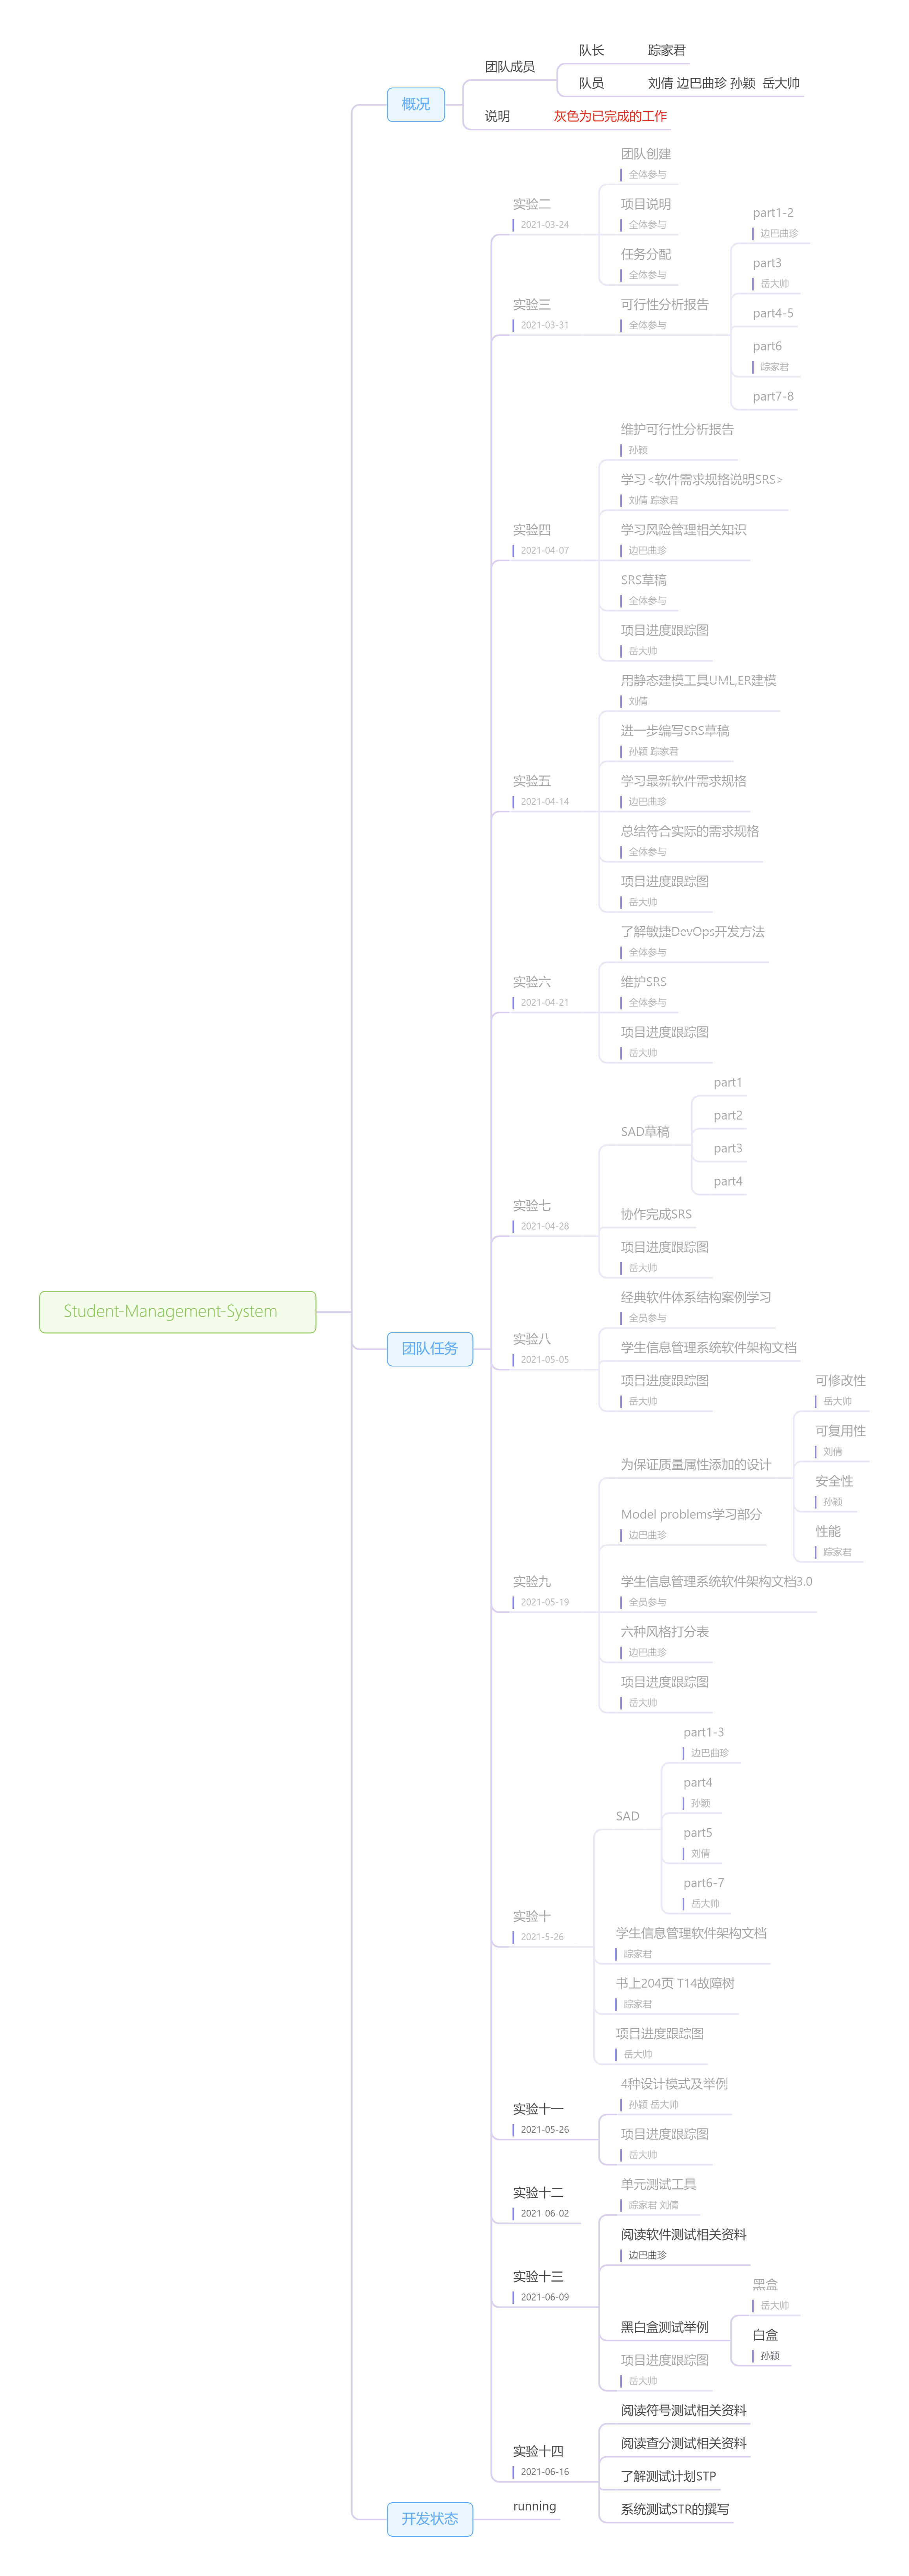 Student-Management-System
概况
团队成员
队长
踪家君
队员
刘倩 边巴曲珍 孙颖 岳大帅
说明
灰色为已完成的工作
团队任务
实验二
2021-03-24
团队创建
全体参与
项目说明
全体参与
任务分配
全体参与
实验三
2021-03-31
可行性分析报告
全体参与
part1-2
边巴曲珍
part3
岳大帅
part4-5
part6
踪家君
part7-8
实验四
2021-04-07
维护可行性分析报告
孙颖
学习<软件需求规格说明SRS>
刘倩 踪家君
学习风险管理相关知识
边巴曲珍
SRS草稿
全体参与
项目进度跟踪图
岳大帅
实验五
2021-04-14
用静态建模工具UML,ER建模
刘倩
进一步编写SRS草稿
孙颖 踪家君
学习最新软件需求规格
边巴曲珍
总结符合实际的需求规格
全体参与
项目进度跟踪图
岳大帅
实验六
2021-04-21
了解敏捷DevOps开发方法
全体参与
维护SRS
全体参与
项目进度跟踪图
岳大帅
实验七
2021-04-28
SAD草稿
part1
part2
part3
part4
协作完成SRS
项目进度跟踪图
岳大帅
实验八
2021-05-05
经典软件体系结构案例学习
全员参与
学生信息管理系统软件架构文档
项目进度跟踪图
岳大帅
实验九
2021-05-19
为保证质量属性添加的设计
可修改性
岳大帅
可复用性
刘倩
安全性
孙颖
性能
踪家君
Model problems学习部分
边巴曲珍
学生信息管理系统软件架构文档3.0
全员参与
六种风格打分表
边巴曲珍
项目进度跟踪图
岳大帅
实验十
2021-5-26
SAD
part1-3
边巴曲珍
part4
孙颖
part5
刘倩
part6-7
岳大帅
学生信息管理软件架构文档
踪家君
书上204页 T14故障树
踪家君
项目进度跟踪图
岳大帅
实验十一
2021-05-26
4种设计模式及举例
孙颖 岳大帅
项目进度跟踪图
岳大帅
实验十二
2021-06-02
实验十三
2021-06-09
单元测试工具
踪家君 刘倩
阅读软件测试相关资料
边巴曲珍
黑白盒测试举例
黑盒
岳大帅
白盒
孙颖
项目进度跟踪图
岳大帅
实验十四
2021-06-16
阅读符号测试相关资料
阅读查分测试相关资料
了解测试计划STP
系统测试STR的撰写
开发状态
running